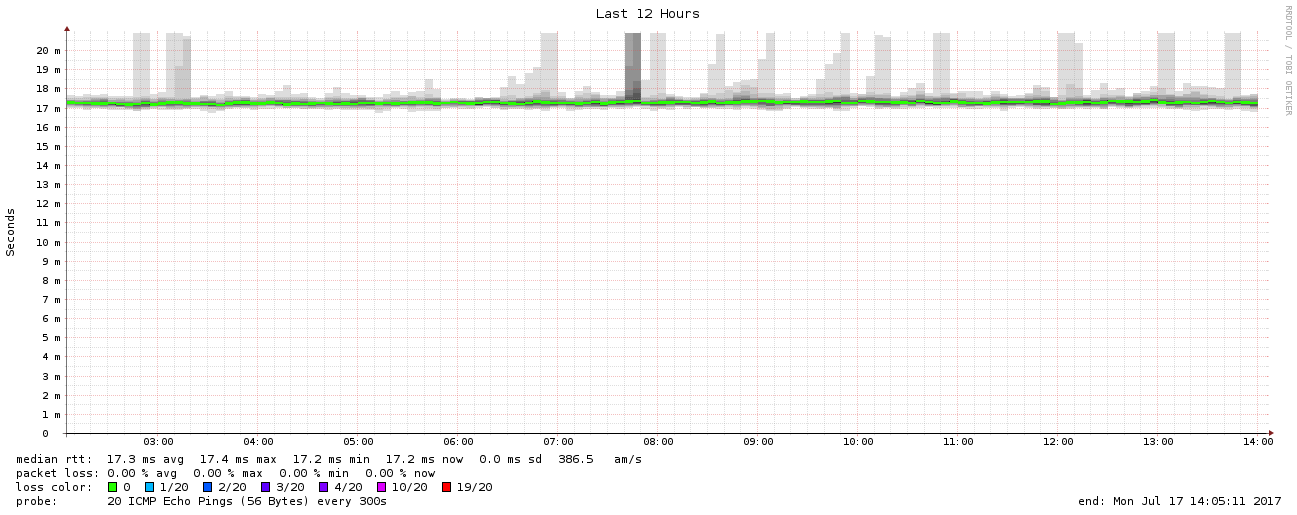 Last 12 Hours
RRDTOOL / TOBI OETIKER
Seconds
20 m
19 m
18 m
17 m
16 m
15 m
14 m
13 m
12 m
11 m
10 m
9 m
8 m
7 m
6 m
5 m
4 m
3 m
2 m
1 m
0
03:00 04:00 05:00 06:00 07:00 08:00 09:00 10:00 11:00 12:00 13:00 14:00
median rtt: 17.3 ms avg 17.4 ms max 17.2 ms min 17.2 ms now 0.0 ms sd 386.5 am/s
packet loss: 0.00 % avg 0.00 % max 0.00 % min 0.00 % now
loss color: 0 1/20 2/20 3/20 4/20 10/20 19/20
probe: 20 ICMP Echo Pings (56 Bytes) every 300s end: Mon Jul 17 14:05:11 2017